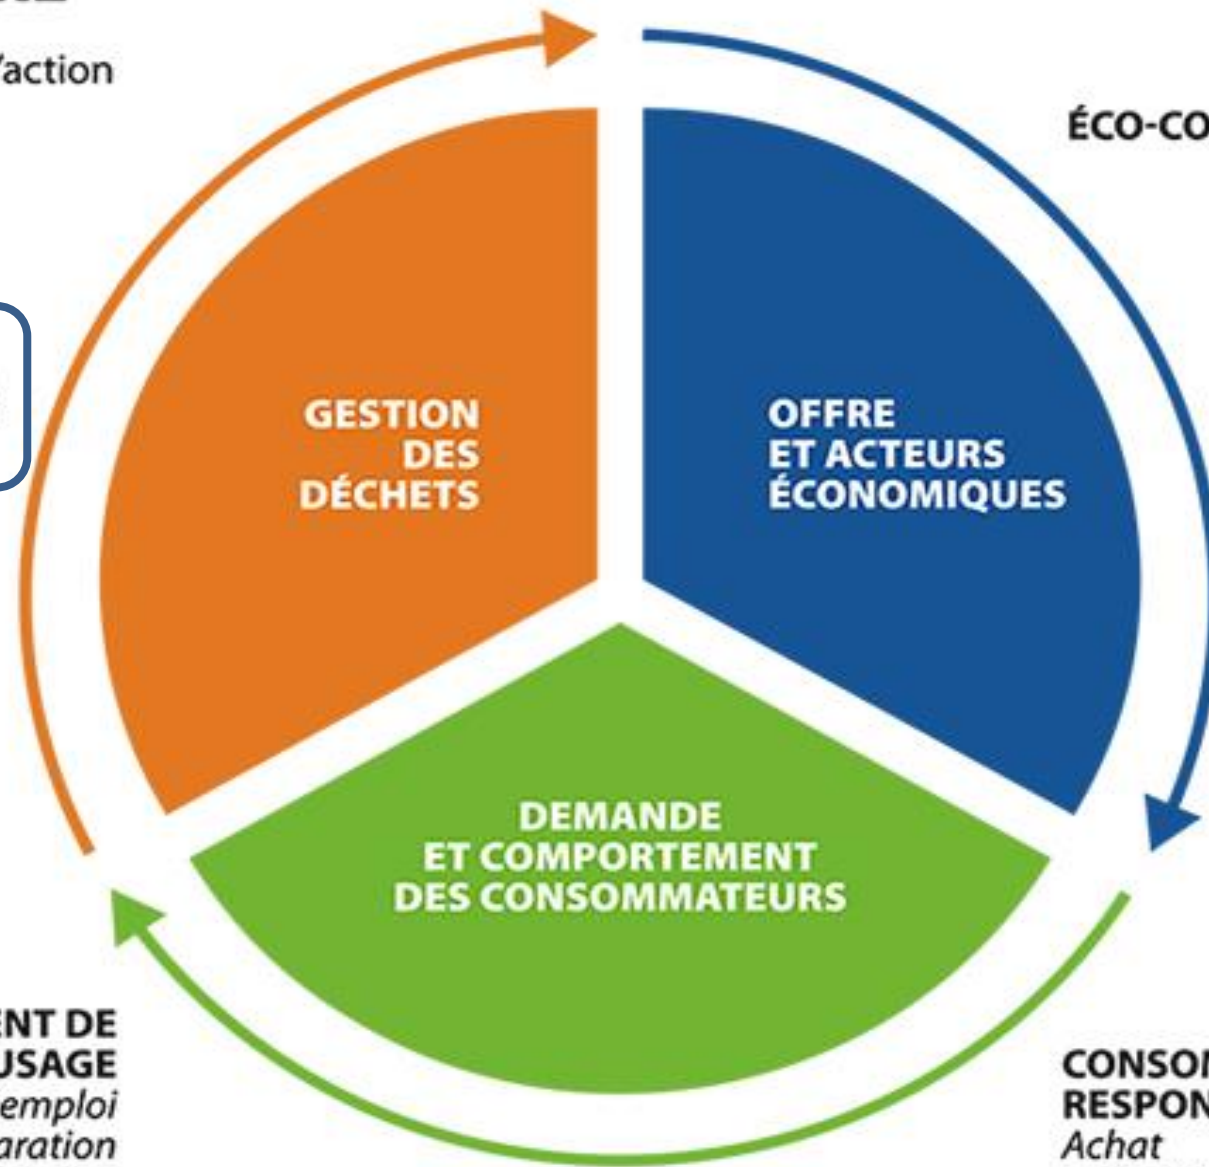 ’action
ÉCO-CO
GESTION
DES
DÉCHETS
OFFRE
ET ACTEURS
ÉCONOMIQUES
DEMANDE
ET COMPORTEMENT
DES CONSOMMATEURS
ENT DE
USAGE
emploi
aration
CONSOM
RESPON
Achat